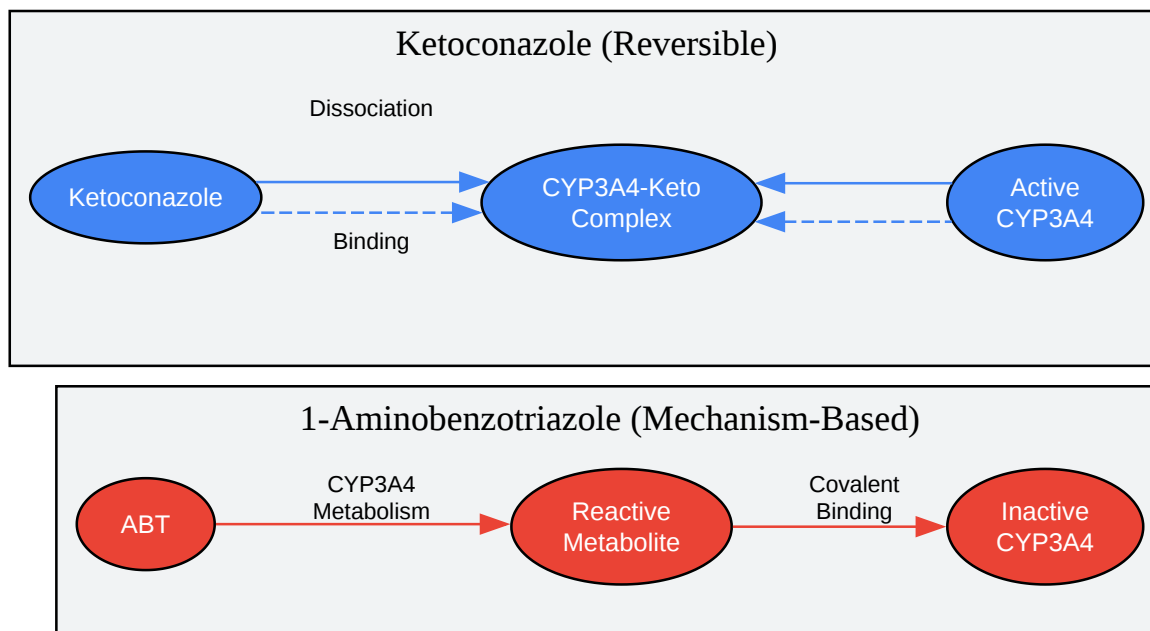 Ketoconazole (Reversible)
Dissociation
Ketoconazole
CYP3A4-Keto
Complex
Active
CYP3A4
Binding
1-Aminobenzotriazole (Mechanism-Based)
CYP3A4
Metabolism
Covalent
Binding
ABT
Reactive
Metabolite
Inactive
CYP3A4